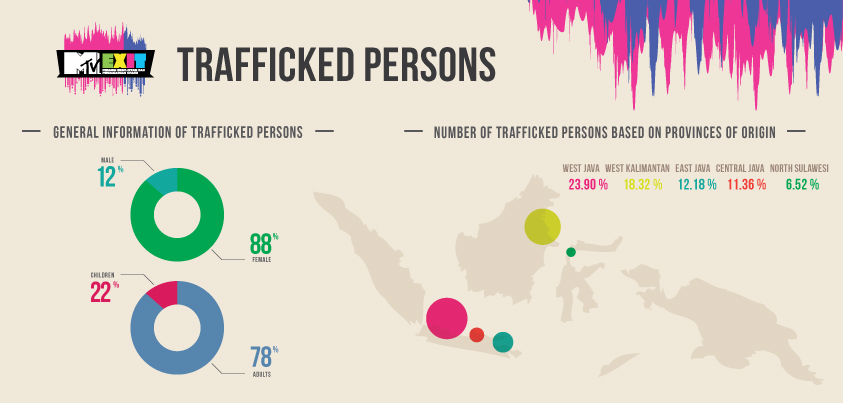 MTV EXIT
TRAFFICKED PERSONS
GENERAL INFORMATION OF TRAFFICKED PERSONS
MALE
12 %
88 %
FEMALE
CHILDREN
22 %
78 %
ADULTS
NUMBER OF TRAFFICKED PERSONS BASED ON PROVINCES OF ORIGIN
WEST JAVA WEST KALIMANTAN EAST JAVA CENTRAL JAVA NORTH SULAWESI
23.90 % 18.32 % 12.18 % 11.36 % 6.52 %